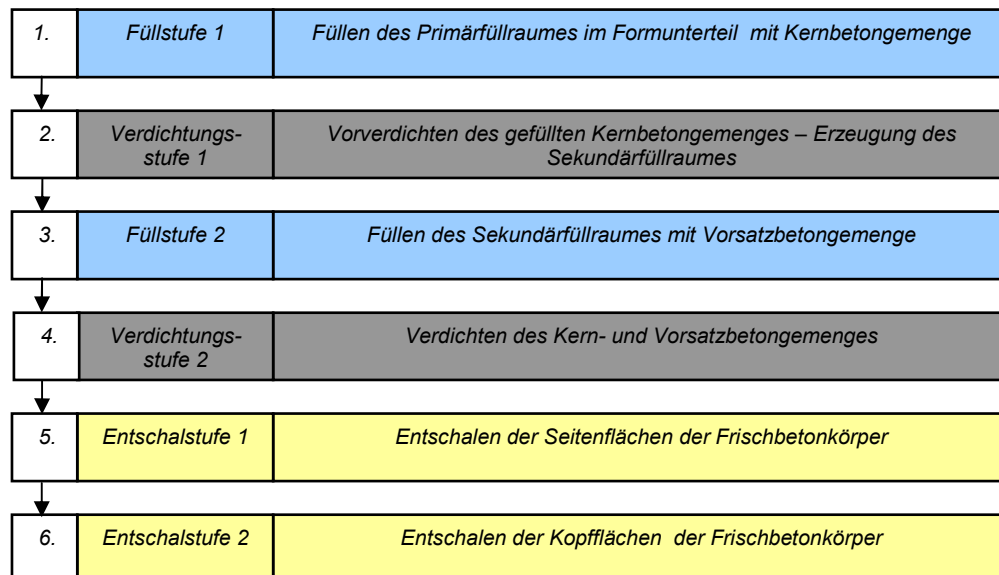 1.
Füllstufe 1
Füllen des Primärfüllraumes im Formunterteil mit Kernbetongemenge
2.
Verdichtungs-
stufe 1
Vorverdichten des gefüllten Kernbetongemenges – Erzeugung des
Sekundärfüllraumes
3.
Füllstufe 2
Füllen des Sekundärfüllraumes mit Vorsatzbetongemenge
4.
Verdichtungs-
stufe 2
Verdichten des Kern- und Vorsatzbetongemenges
5.
Entschalstufe 1
Entschalen der Seitenflächen der Frischbetonkörper
6.
Entschalstufe 2
Entschalen der Kopfflächen der Frischbetonkörper